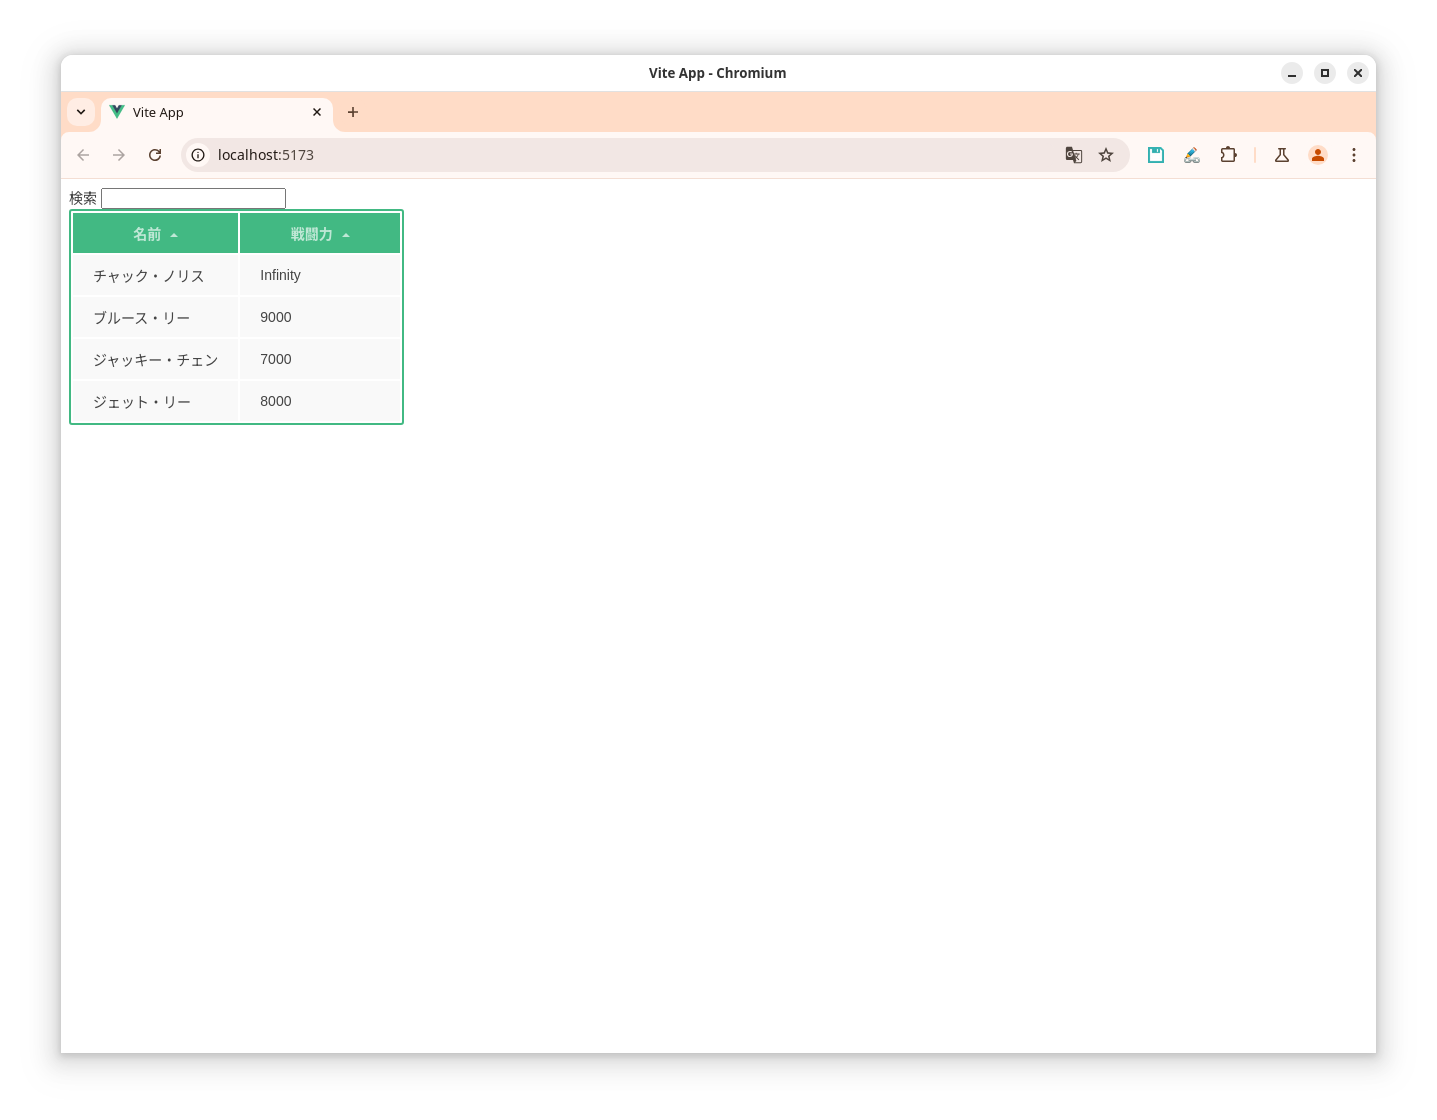 Vite App - Chromium
Vite App
localhost:5173
検索
名前 戦闘力
チャック・ノリス Infinity
ブルース・リー 9000
ジャッキー・チェン 7000
ジェット・リー 8000